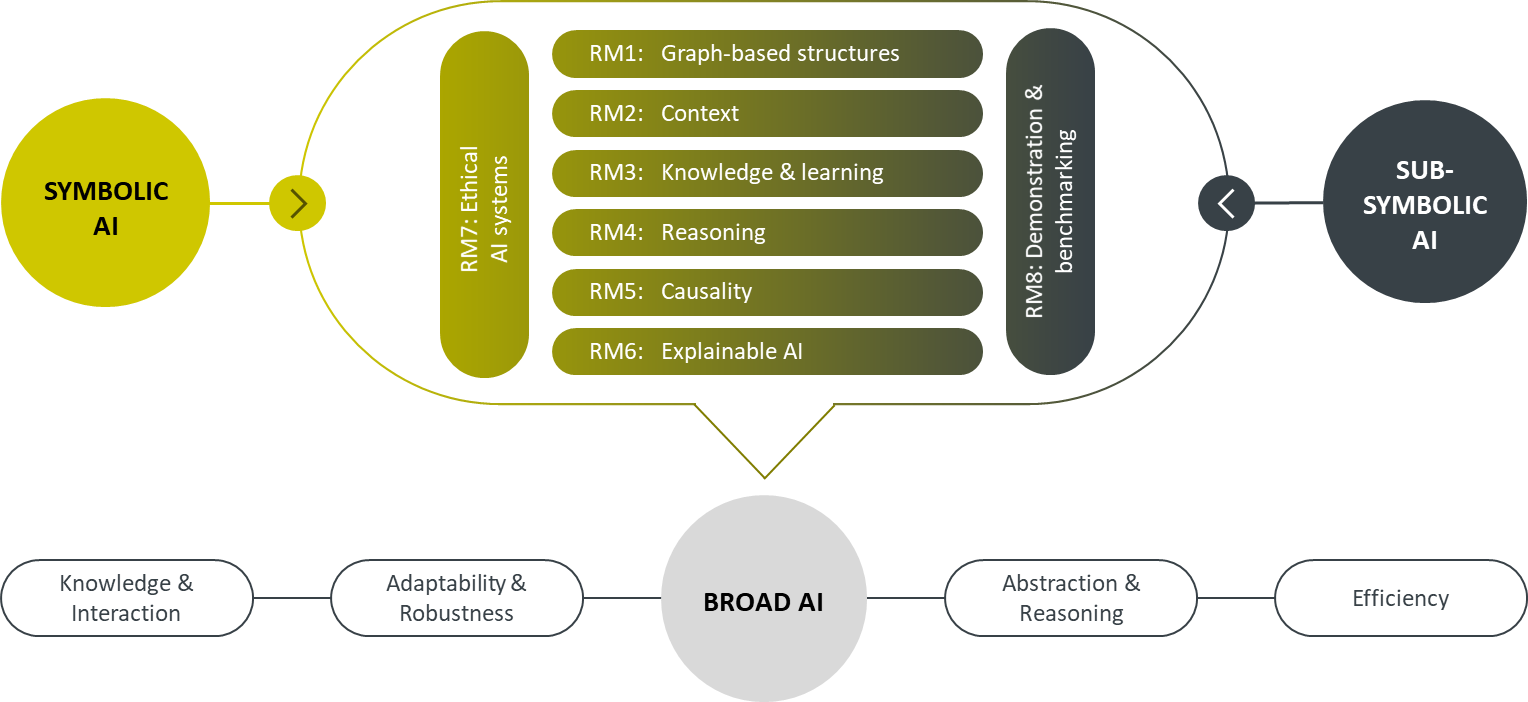 SYMBOLIC
AI
RM7: Ethical
AI systems
RM1: Graph-based structures
RM2: Context
RM3: Knowledge & learning
RM4: Reasoning
RM5: Causality
RM6: Explainable AI
RM8: Demonstration &
benchmarking
SUB-
SYMBOLIC
AI
Knowledge &
Interaction
Adaptability &
Robustness
BROAD AI
Abstraction &
Reasoning
Efficiency